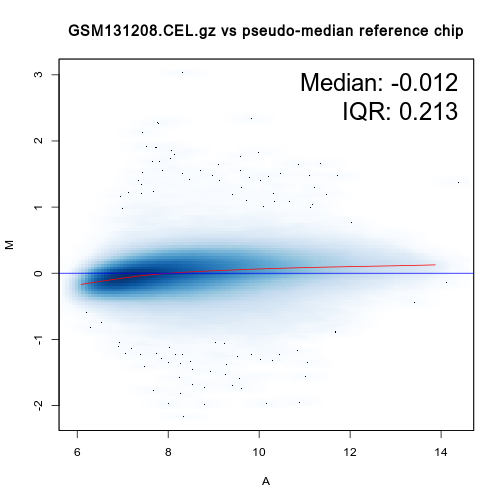 GSM131208.CEL.gz vs pseudo-median reference chip
Median: -0.012
IQR: 0.213
3
2
1
0
-1
-2
M
6 8 10 12 14
A